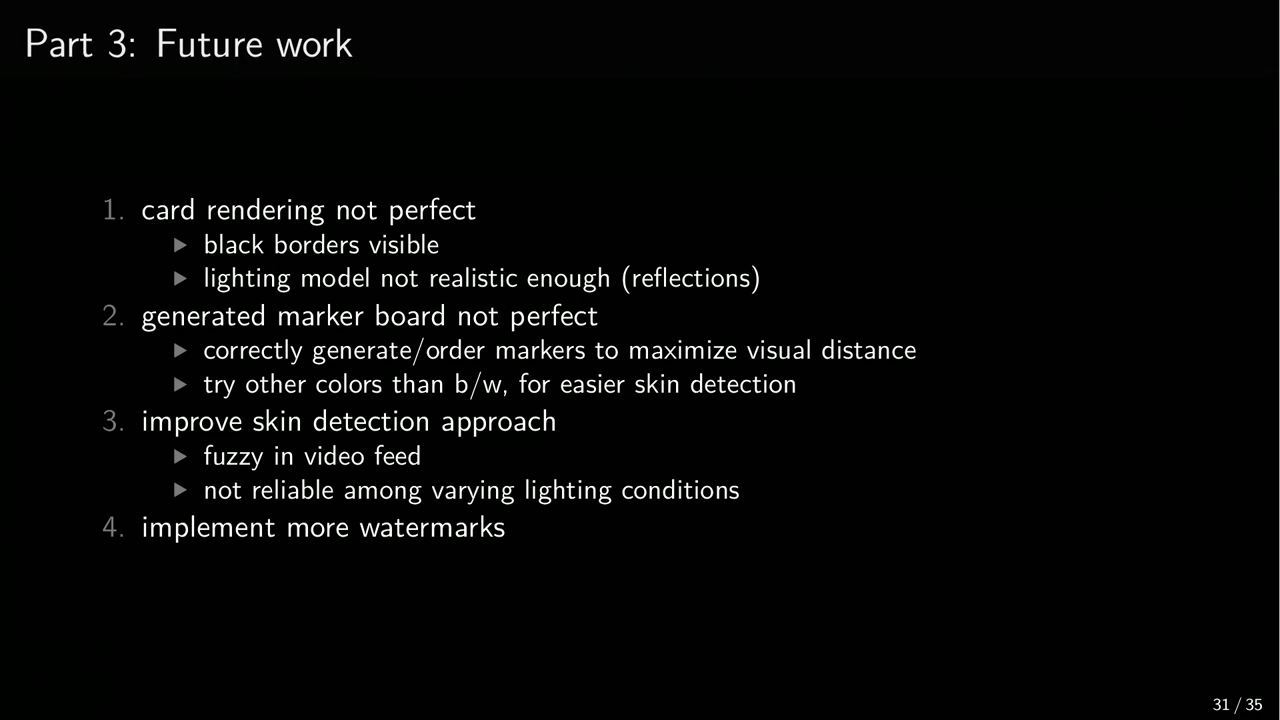 Part 3: Future work
1. card rendering not perfect
▶ black borders visible
▶ lighting model not realistic enough (reflections)
2. generated marker board not perfect
▶ correctly generate/order markers to maximize visual distance
▶ try other colors than b/w, for easier skin detection
3. improve skin detection approach
▶ fuzzy in video feed
▶ not reliable among varying lighting conditions
4. implement more watermarks
31 / 35